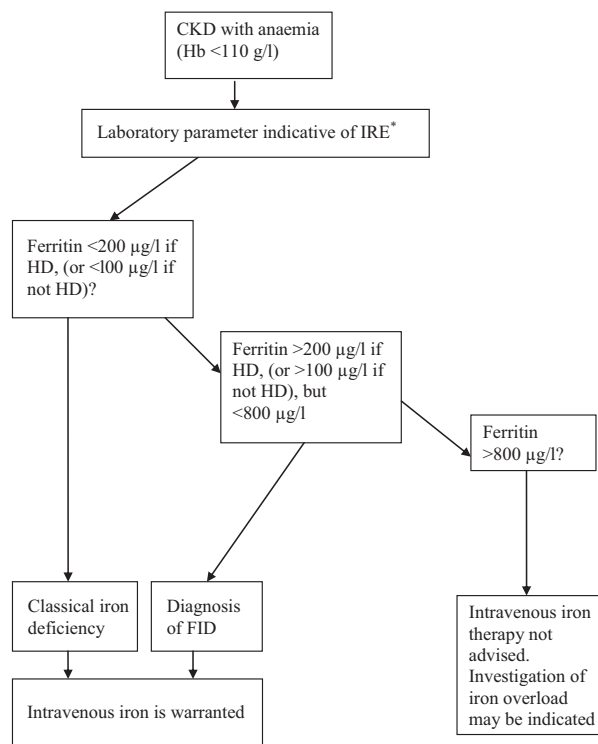 CKD with anaemia
(Hb <110 g/l)
Laboratory parameter indicative of IRE*
Ferritin <200 µg/l if
HD, (or <100 µg/l if
not HD)?
Ferritin >200 µg/l if
HD, (or >100 µg/l if
not HD), but
<800 µg/l
Ferritin
>800 µg/l?
Classical iron
deficiency
Diagnosis
of FID
Intravenous iron
therapy not
advised.
Investigation of
iron overload
may be indicated
Intravenous iron is warranted